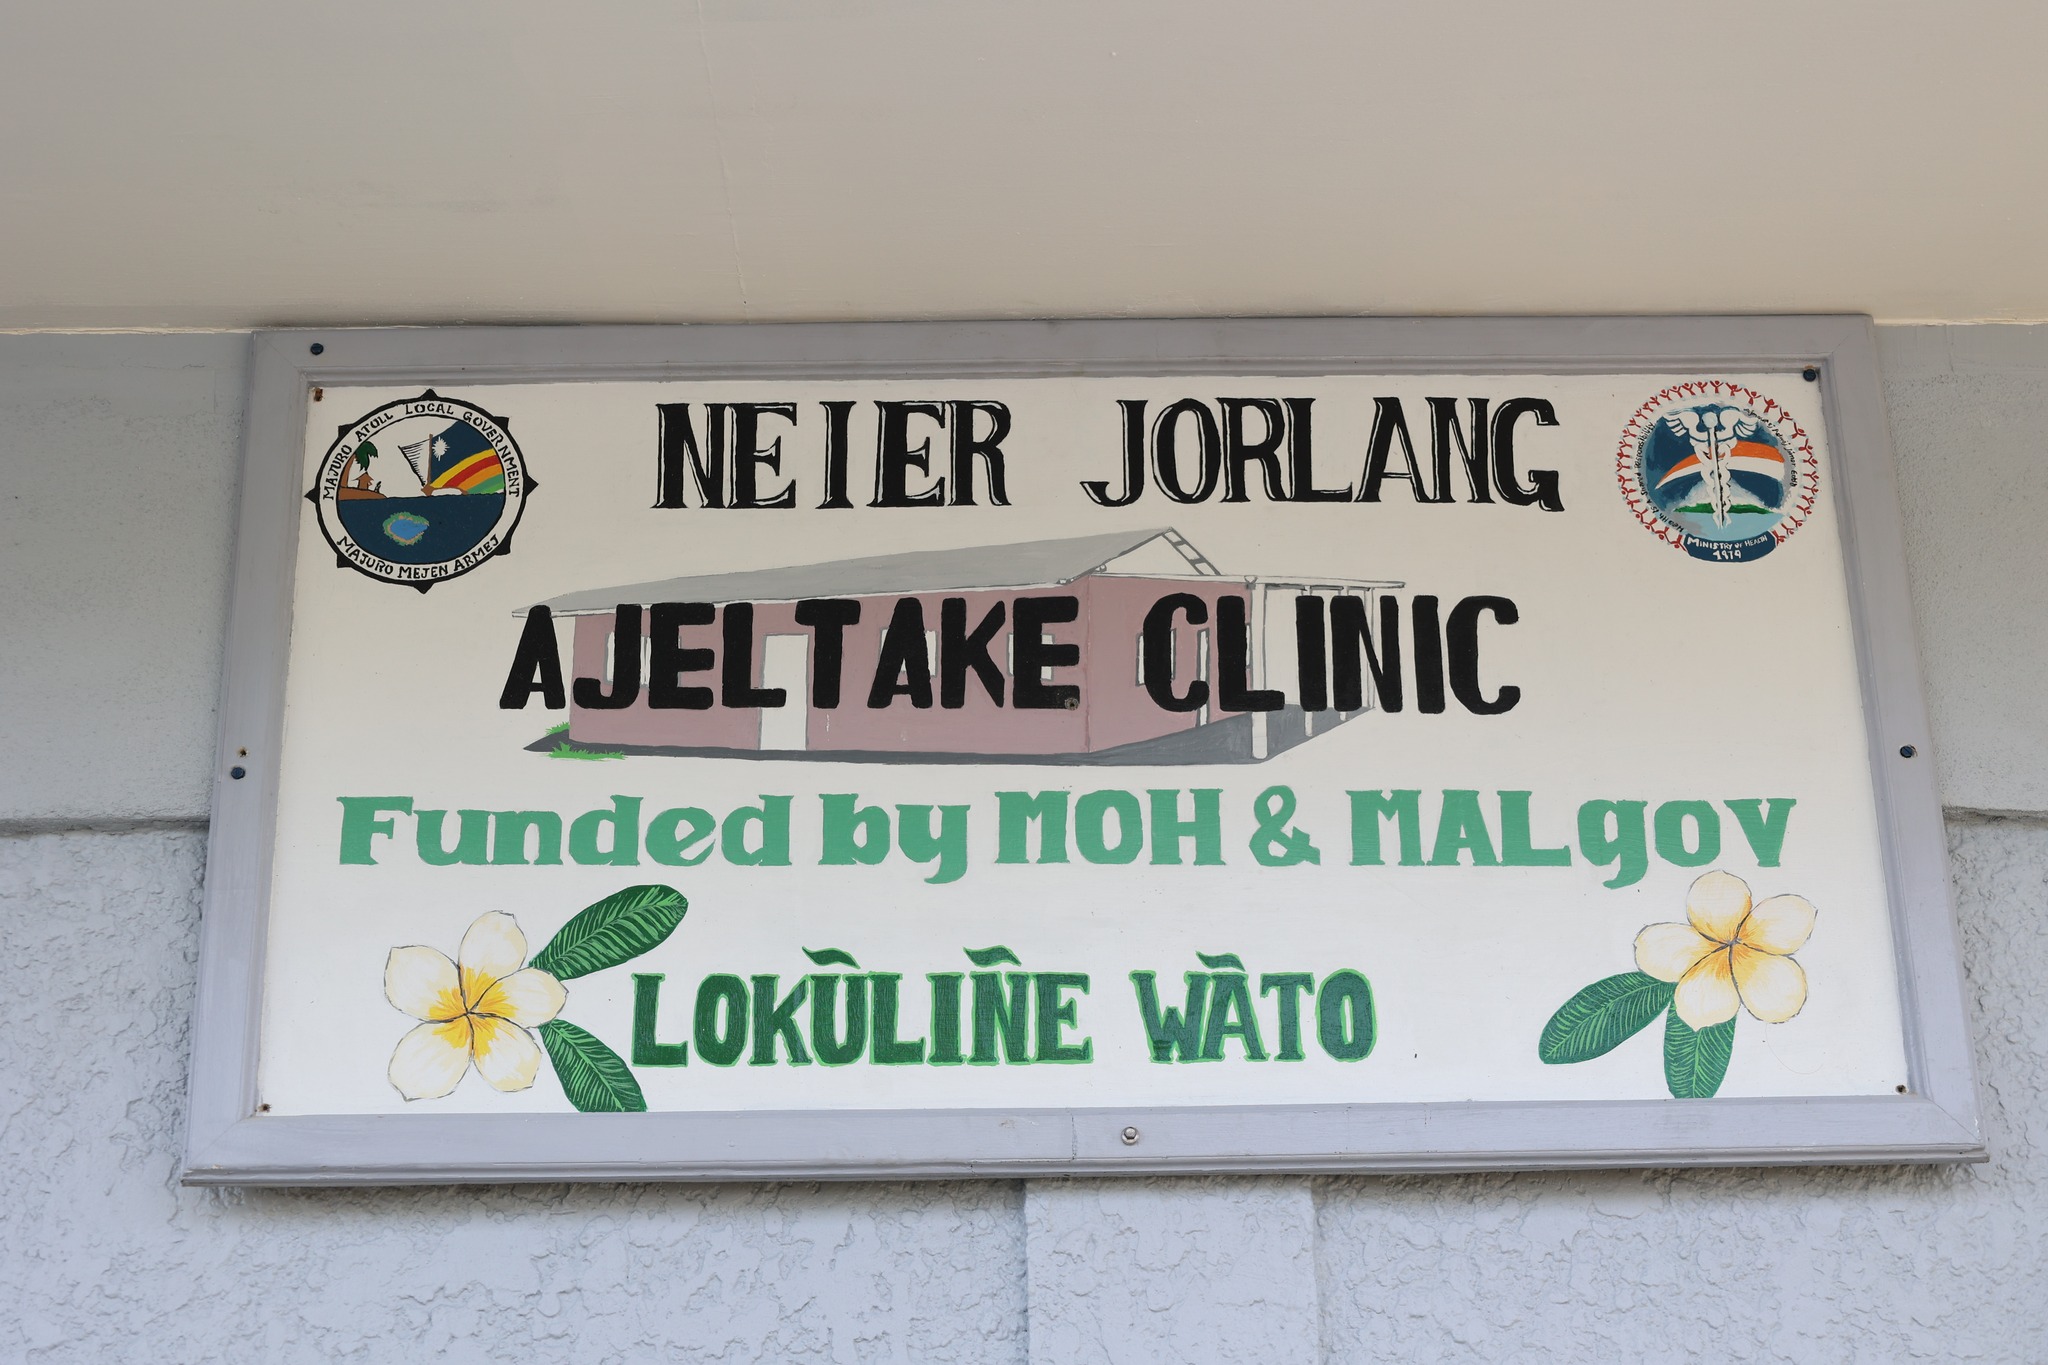 MAJURO ATOLL LOCAL GOVERNMENT
MAJURO MEJEN ARMEJ
NEIER JORLANG
MINISTRY OF HEALTH
1979
AJELTAKE CLINIC
Funded by MOH & MALgov
LOKŪLIÑE WĀTO